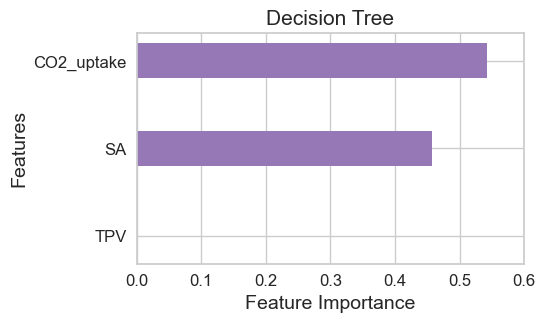 Decision Tree
CO2_uptake
SA
TPV
Features
0.0 0.1 0.2 0.3 0.4 0.5 0.6
Feature Importance